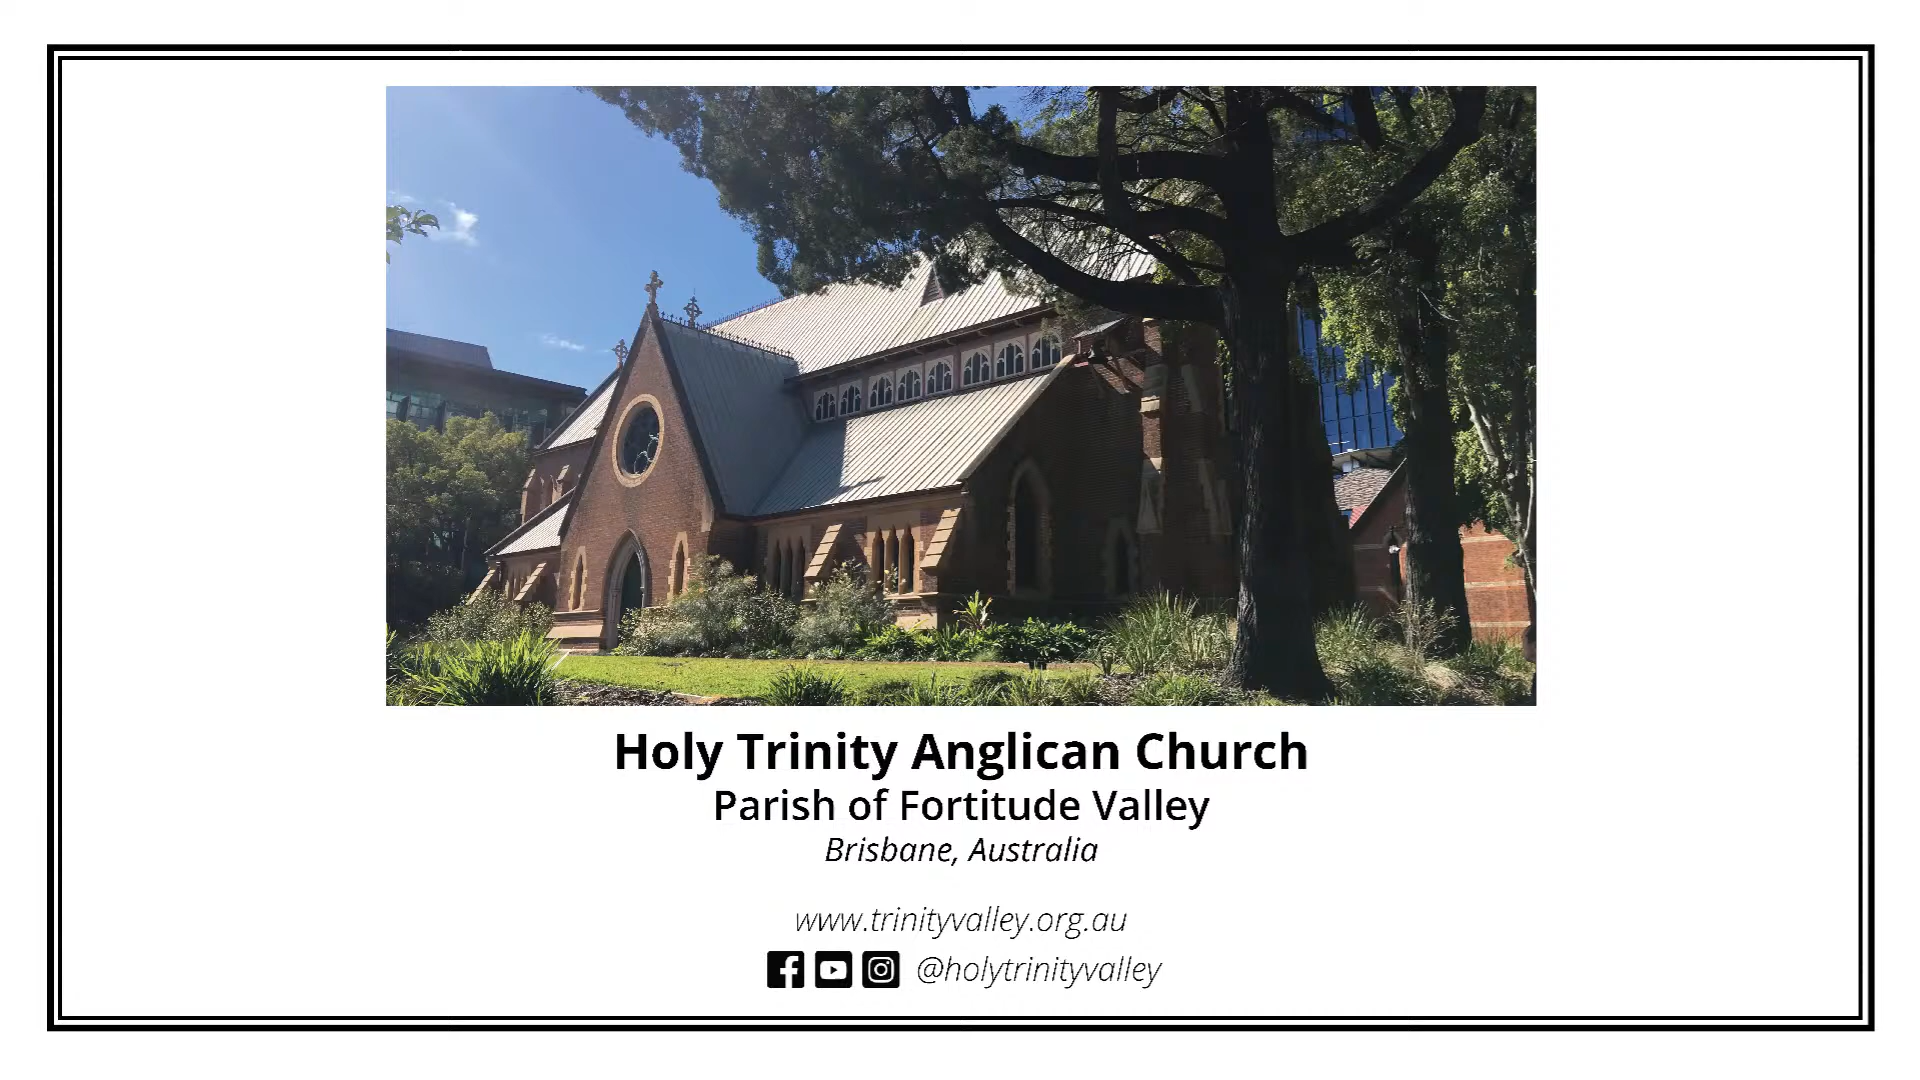 Holy Trinity Anglican Church
Parish of Fortitude Valley
Brisbane, Australia
www.trinityvalley.org.au
@holytrinityvalley